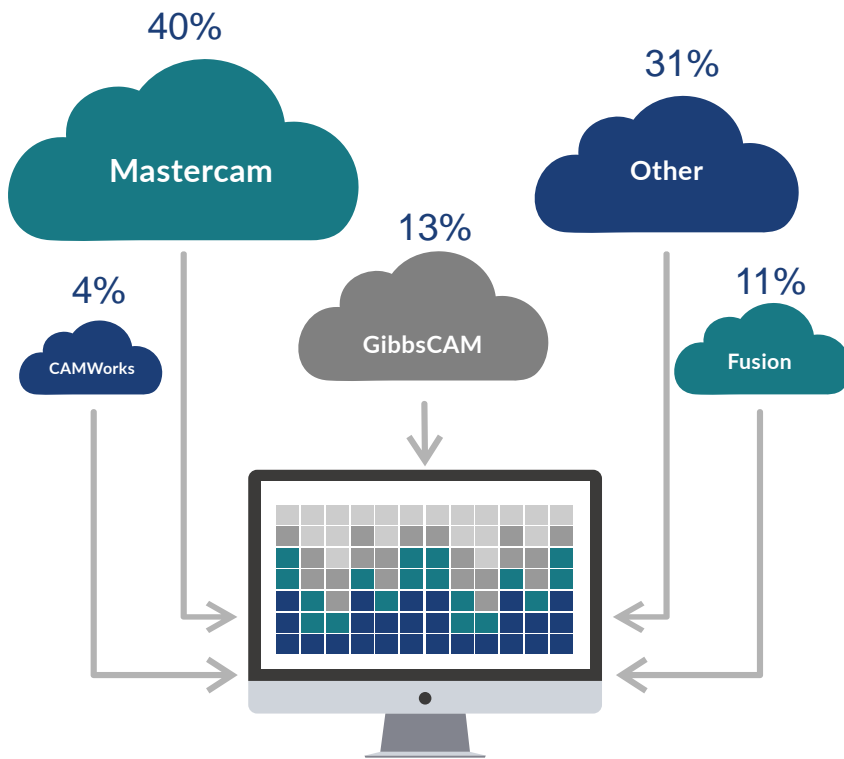 40%
Mastercam
31%
Other
13%
GibbsCAM
4%
CAMWorks
11%
Fusion